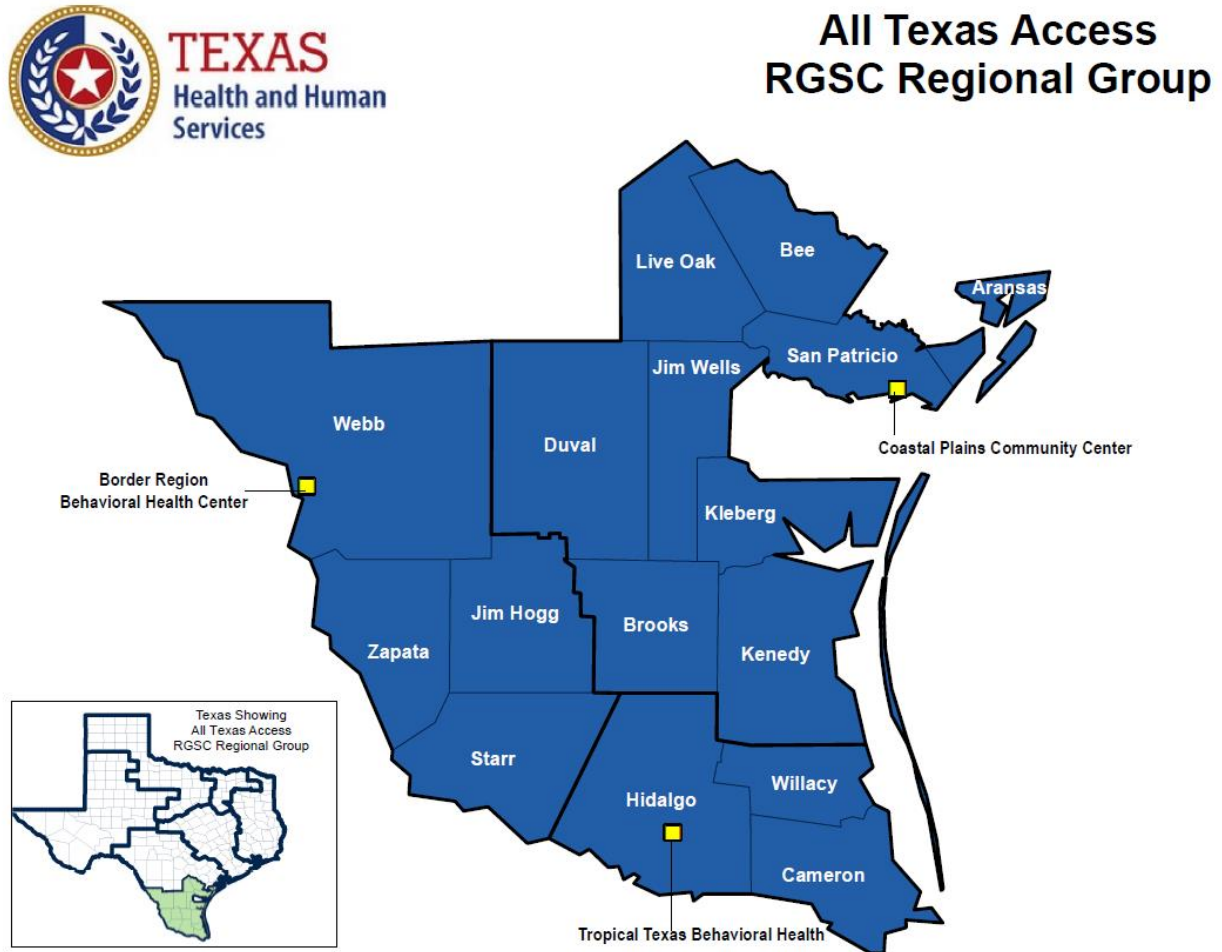 TEXAS
Health and Human
Services
All Texas Access
RGSC Regional Group
Live Oak
Bee
Aransas
San Patricio
Jim Wells
Webb
Duval
Coastal Plains Community Center
Border Region
Behavioral Health Center
Kleberg
Jim Hogg
Brooks
Zapata
Kenedy
Texas Showing
All Texas Access
RGSC Regional Group
Starr
Willacy
Hidalgo
Cameron
Tropical Texas Behavioral Health